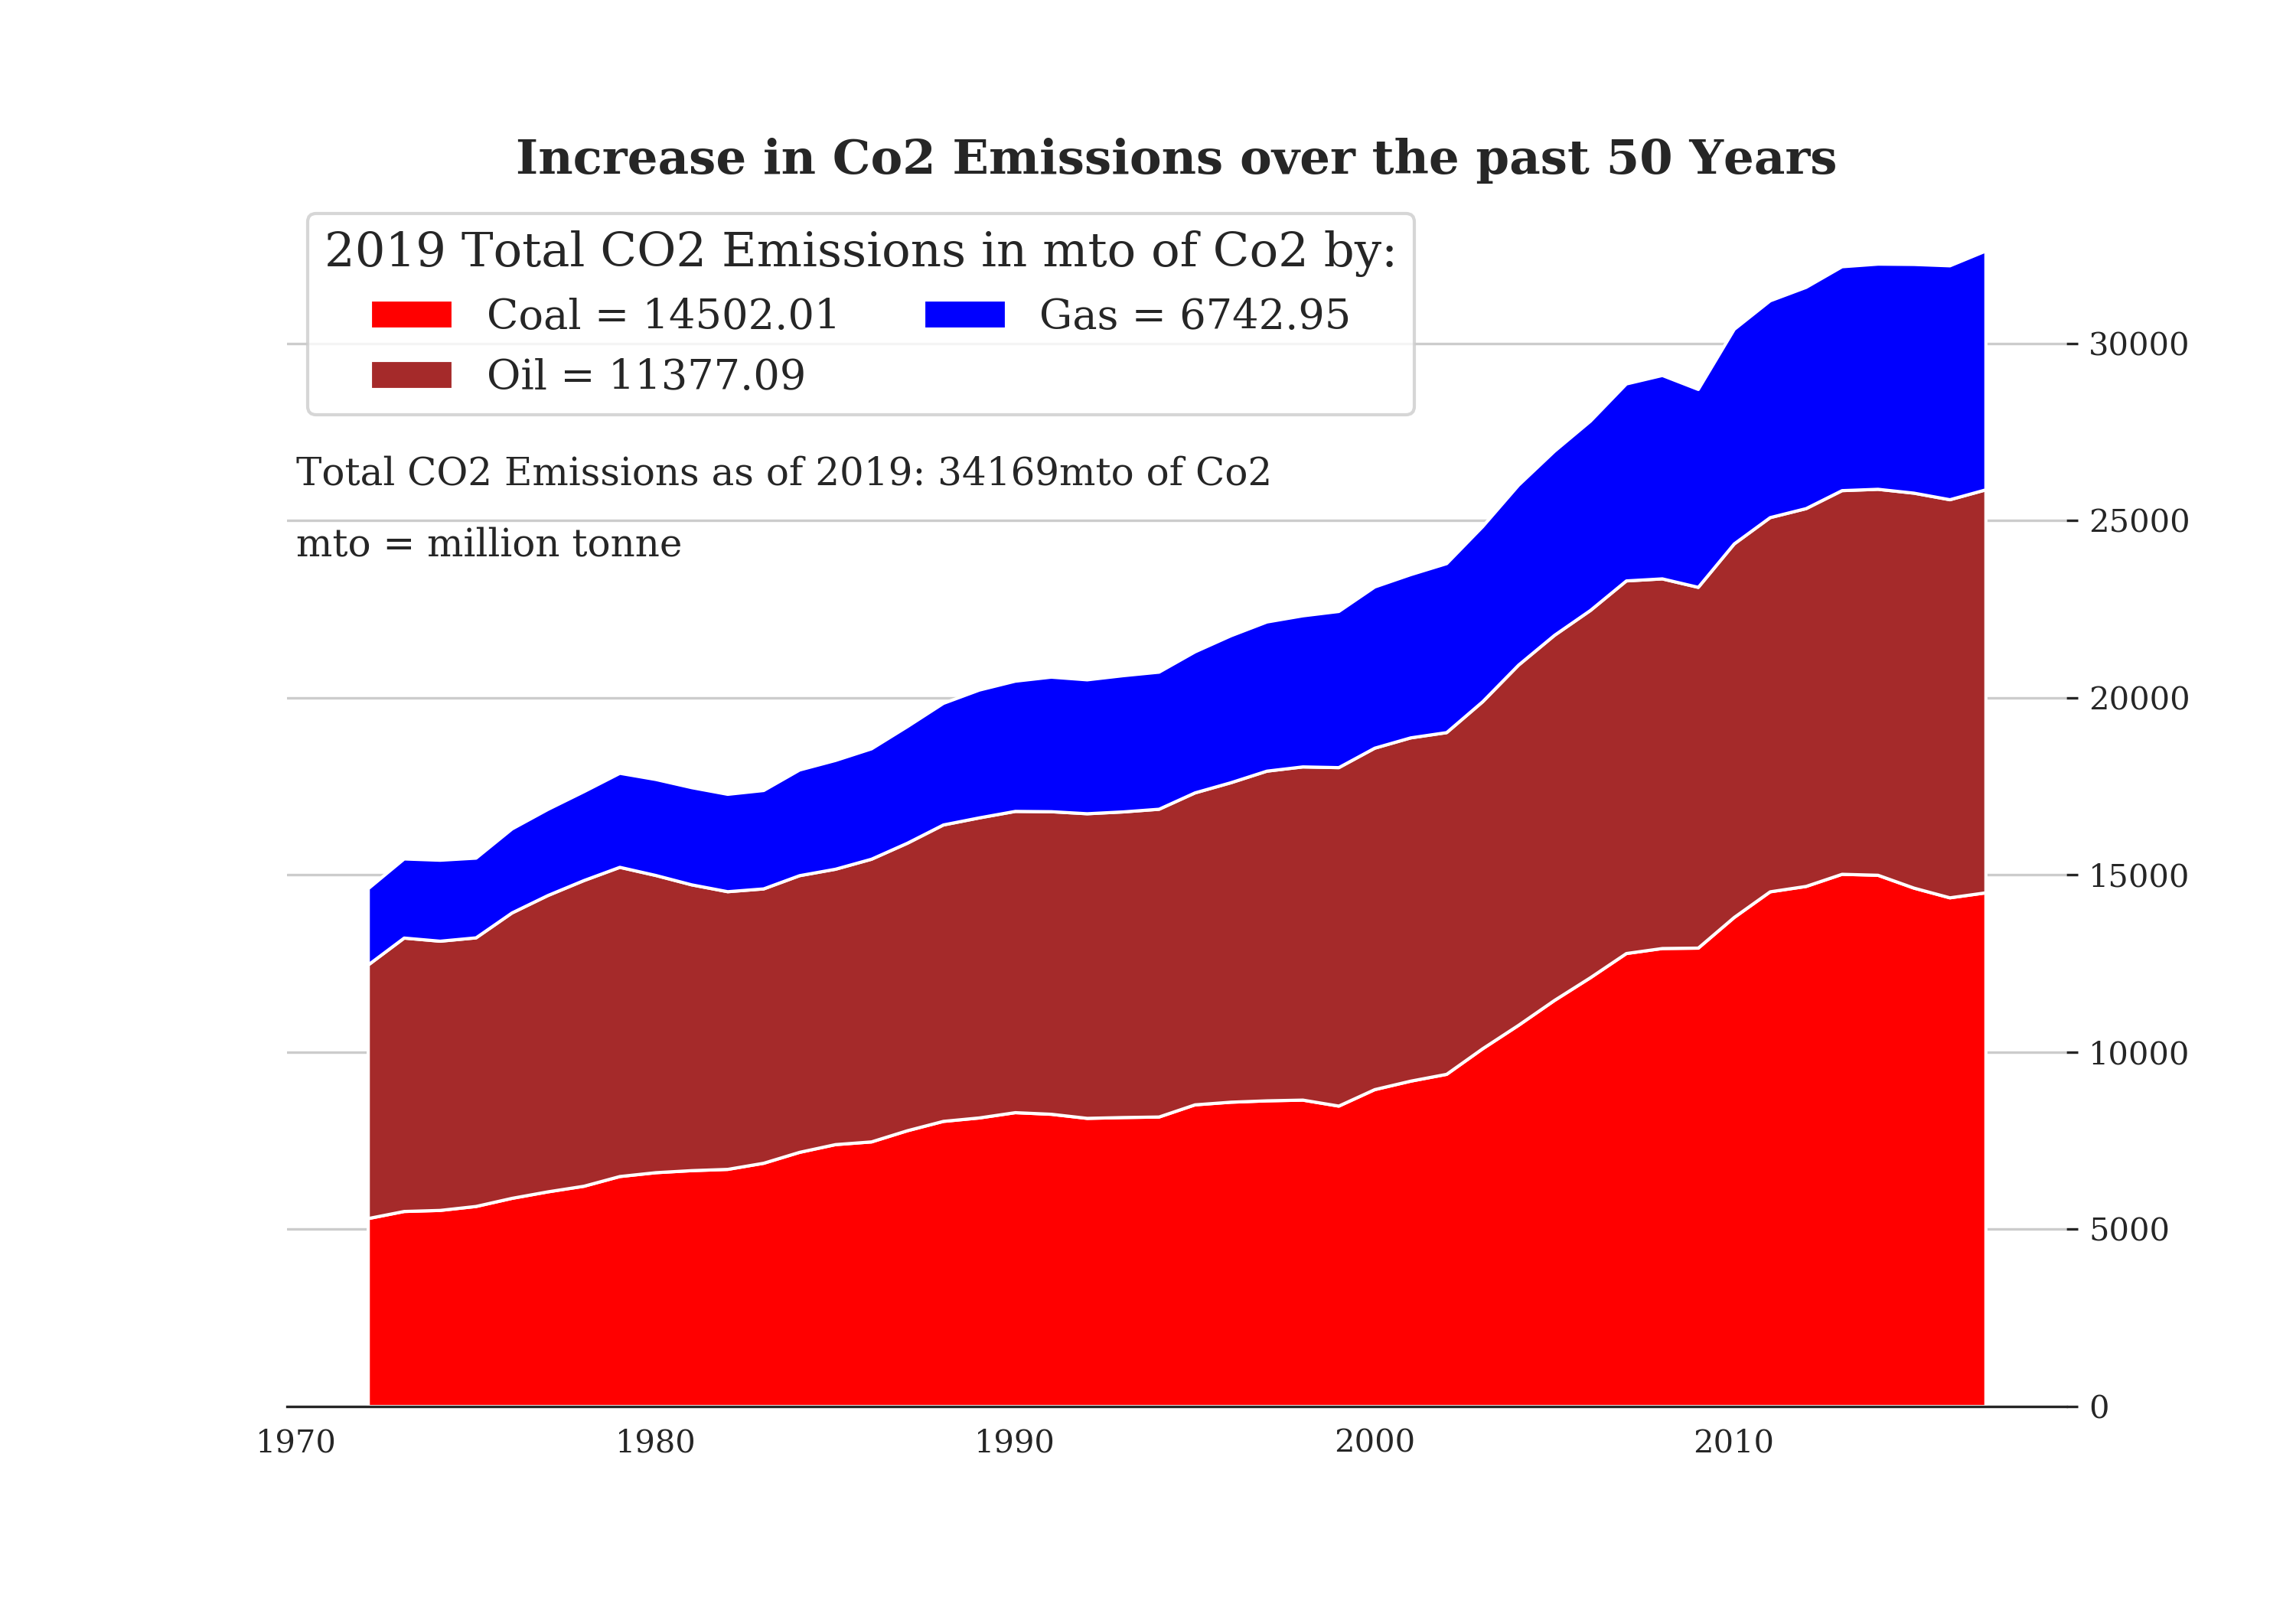 Increase in Co2 Emissions over the past 50 Years
2019 Total CO2 Emissions in mto of Co2 by:
Coal = 14502.01 Gas = 6742.95
Oil = 11377.09
Total CO2 Emissions as of 2019: 34169mto of Co2
mto = million tonne
30000
25000
20000
15000
10000
5000
0
1970 1980 1990 2000 2010